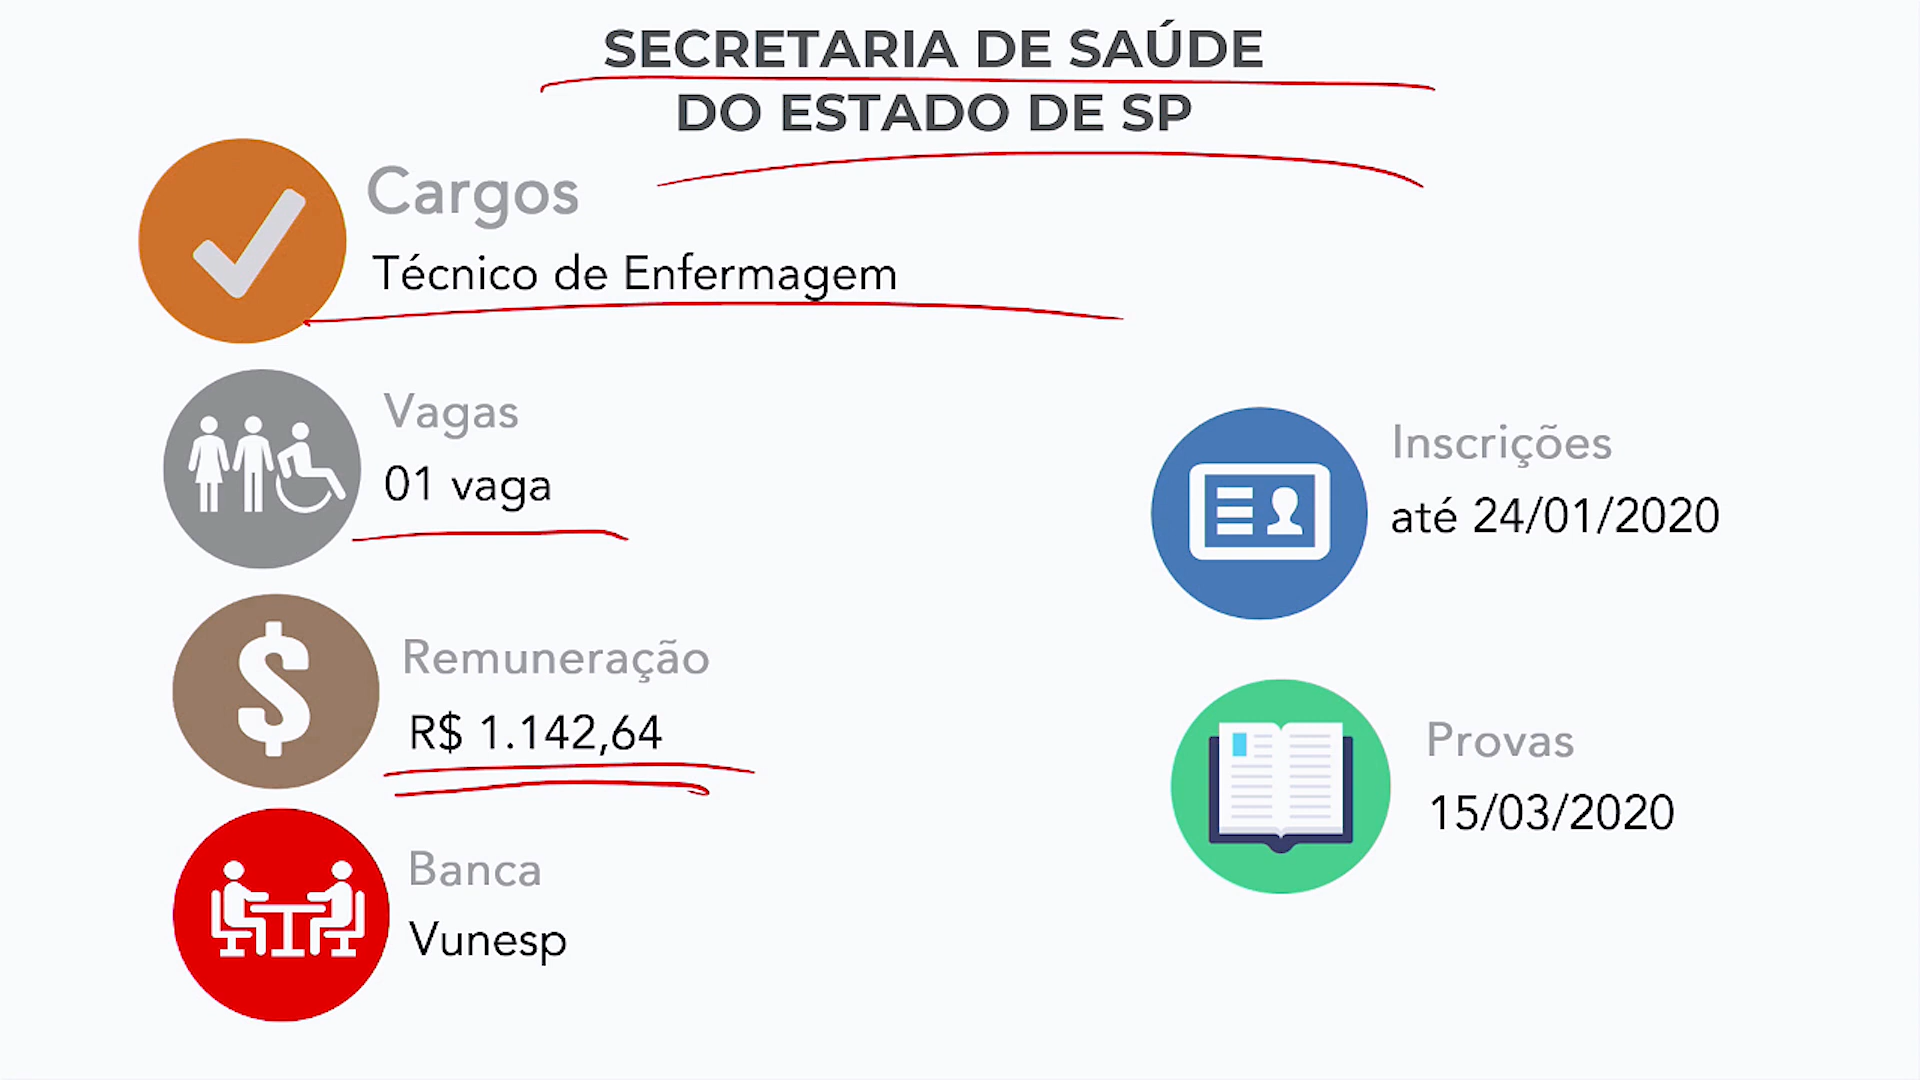 SECRETARIA DE SAÚDE
DO ESTADO DE SP
Cargos
Técnico de Enfermagem
Vagas
01 vaga
Remuneração
R$ 1.142,64
Banca
Vunesp
Inscrições
até 24/01/2020
Provas
15/03/2020